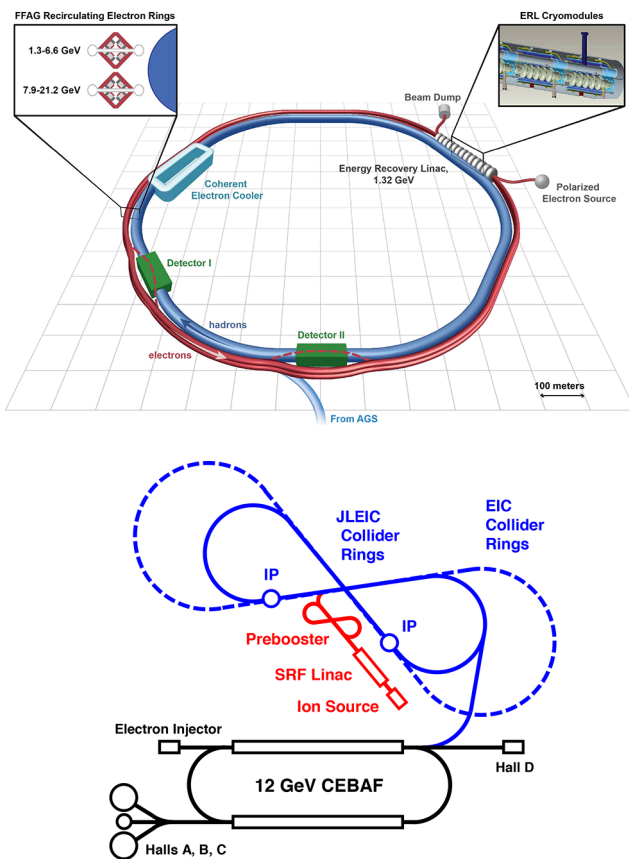 FFAG Recirculating Electron Rings
ERL Cryomodules
1.3-6.6 GeV
7.9-21.2 GeV
Beam Dump
Energy Recovery Linac,
1.32 GeV
Polarized
Electron Source
Coherent
Electron Cooler
Detector I
hadrons
Detector II
electrons
100 meters
From AGS
JLEIC
Collider
Rings
EIC
Collider
Rings
IP
IP
Prebooster
SRF Linac
Ion Source
Electron Injector
Hall D
12 GeV CEBAF
Halls A, B, C